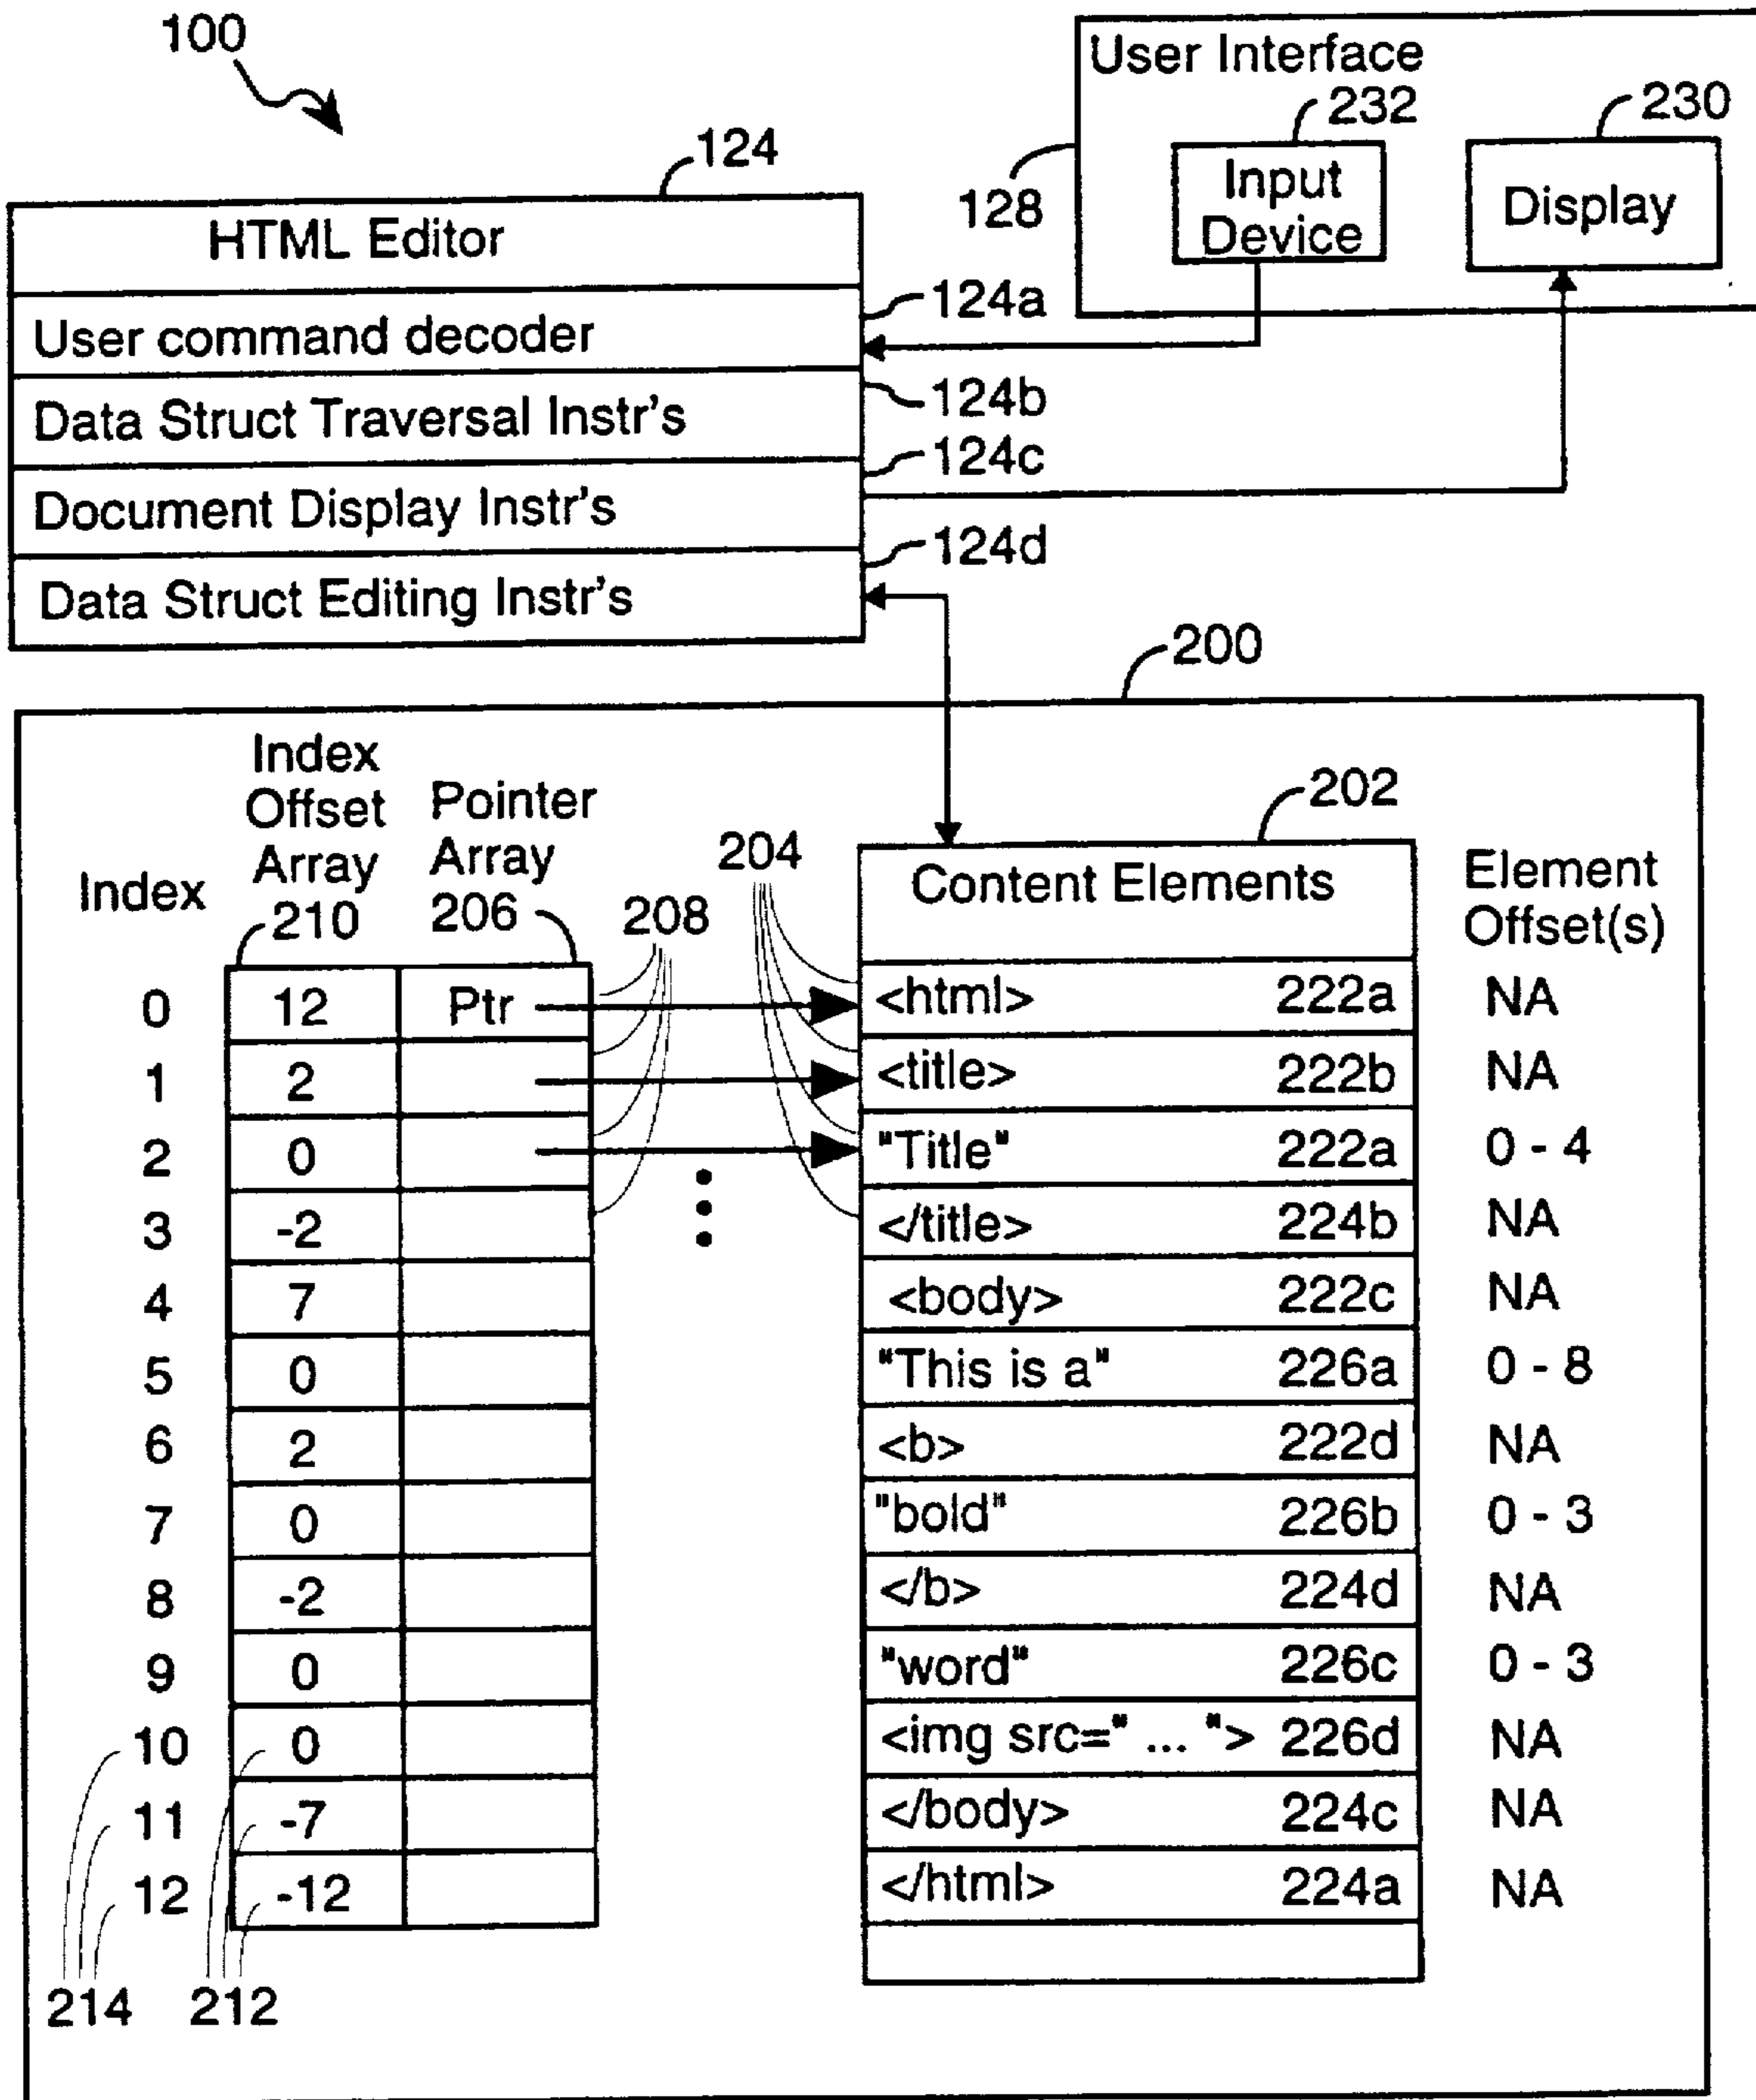 100
User Interface
232
230
Input
Device
Display
128
124
HTML Editor
124a
User command decoder
124b
Data Struct Traversal Instr's
124c
Document Display Instr's
124d
Data Struct Editing Instr's
200
Index
Offset
Array
210
Pointer
Array
206
Index
208
204
202
Content Elements
Element
Offset(s)
0 12 Ptr <html> 222a NA
1 2 <title> 222b NA
2 0 "Title" 222a 0 - 4
3 -2 </title> 224b NA
4 7 <body> 222c NA
5 0 "This is a" 226a 0 - 8
6 2 <b> 222d NA
7 0 "bold" 226b 0 - 3
8 -2 </b> 224d NA
9 0 "word" 226c 0 - 3
10 0 <img src=" ... "> 226d NA
11 -7 </body> 224c NA
12 -12 </html> 224a NA
214
212